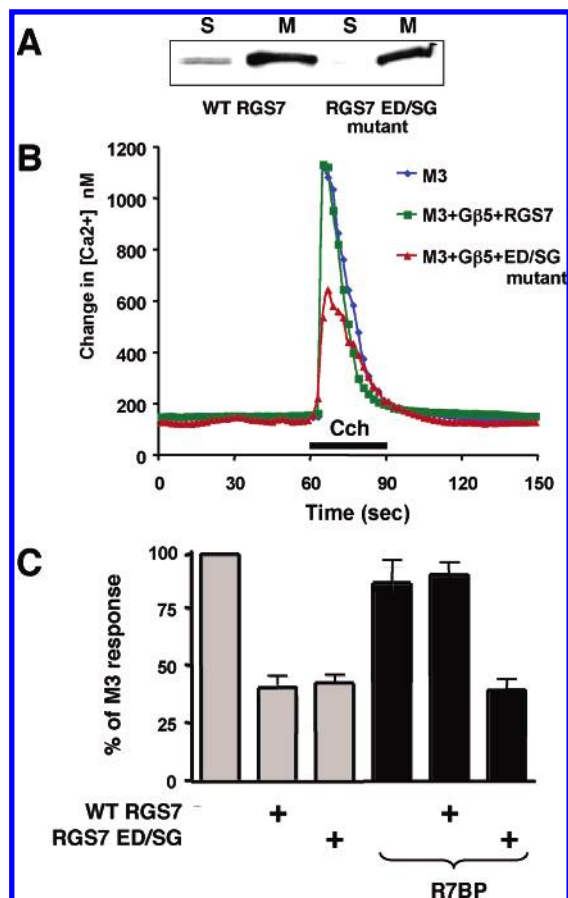 A
S M S M
WT RGS7 RGS7 ED/SG
mutant
B
1200
1000
800
600
400
200
0
Change in [Ca2+] nM
M3
M3+Gβ5+RGS7
M3+Gβ5+ED/SG
mutant
Cch
0 30 60 90 120 150
Time (sec)
C
100
75
50
25
0
% of M3 response
WT RGS7 + +
RGS7 ED/SG + +
R7BP